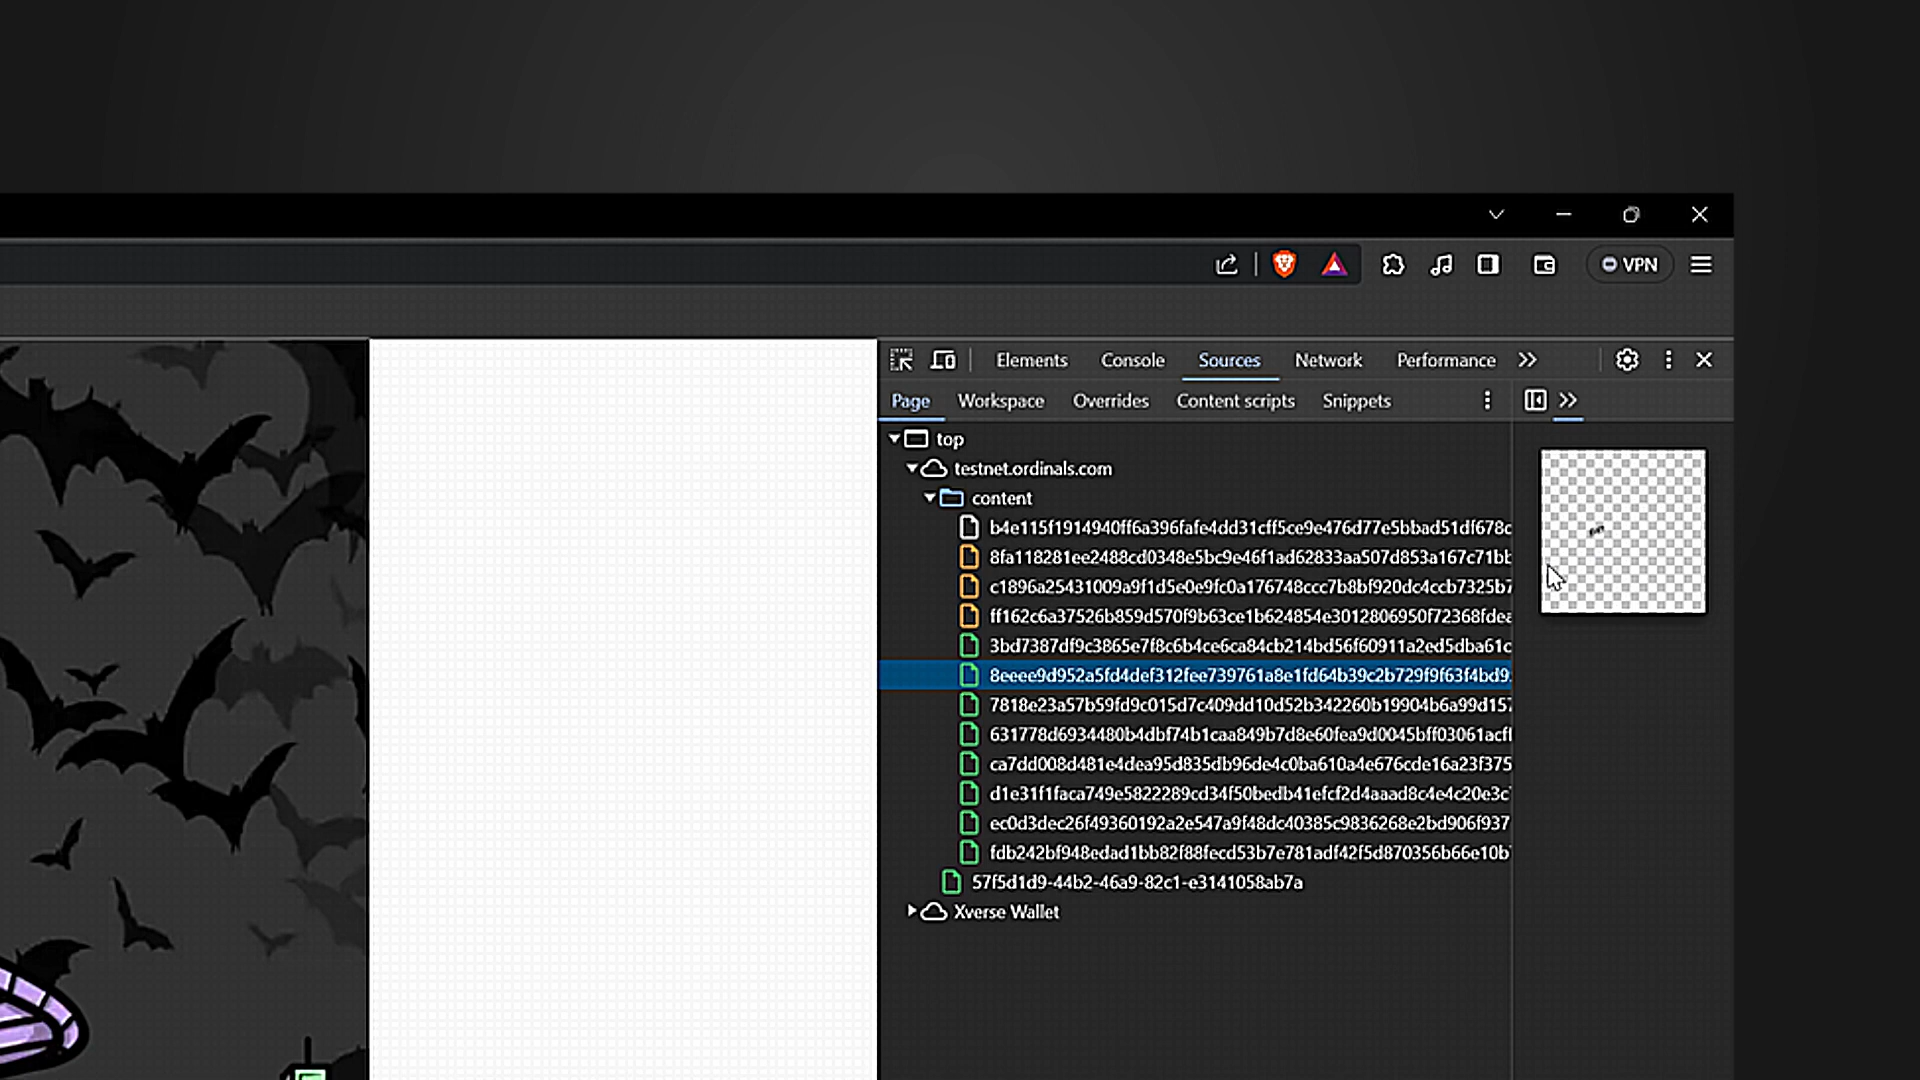 VPN
Elements Console Sources Network Performance
Page Workspace Overrides Content scripts Snippets
top
testnet.ordinals.com
content
b4e115f1914940ff6a396fafe4dd31cff5ce9e476d77e5bbad51df678c
8fa118281ee2488cd0348e5bc9e46f1ad62833aa507d853a167c71bb
c1896a25431009a9f1d5e0e9fc0a176748ccc7b8bf920dc4ccb7325b7
ff162c6a37526b859d570f9b63ce1b624854e3012806950f72368fdea
3bd7387df9c3865e7f8c6b4ce6ca84cb214bd56f60911a2ed5dba61c
8eeee9d952a5fd4def312fee739761a8e1fd64b39c2b729f9f63f4bd9
7818e23a57b59fd9c015d7c409dd10d52b342260b19904b6a99d157
631778d6934480b4dbf74b1caa849b7d8e60fea9d0045bff03061acf
ca7dd008d481e4dea95d835db96de4c0ba610a4e676cde16a23f375
d1e31f1faca749e5822289cd34f50bedb41efcf2d4aaad8c4e4c20e3c
ec0d3dec26f49360192a2e547a9f48dc40385c9836268e2bd906f937
fdb242bf948edad1bb82f88fecd53b7e781adf42f5d870356b66e10b
57f5d1d9-44b2-46a9-82c1-e3141058ab7a
Xverse Wallet